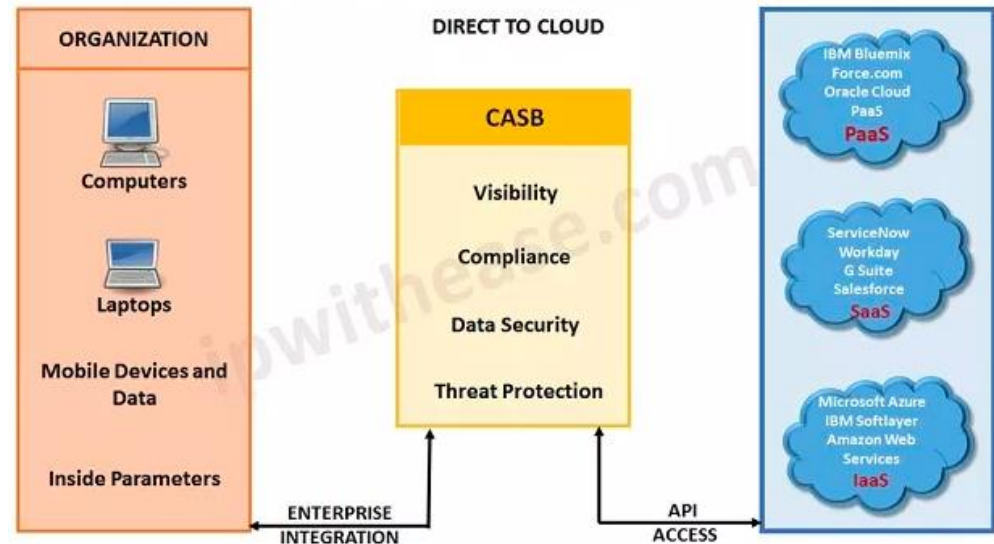 ORGANIZATION
Computers
Laptops
Mobile Devices and
Data
Inside Parameters
DIRECT TO CLOUD
CASB
Visibility
Compliance
Data Security
Threat Protection
ENTERPRISE
INTEGRATION
API
ACCESS
IBM Bluemix
Force.com
Oracle Cloud
PaaS
PaaS
ServiceNow
Workday
G Suite
Salesforce
SaaS
Microsoft Azure
IBM Softlayer
Amazon Web
Services
IaaS
ipwithease.com